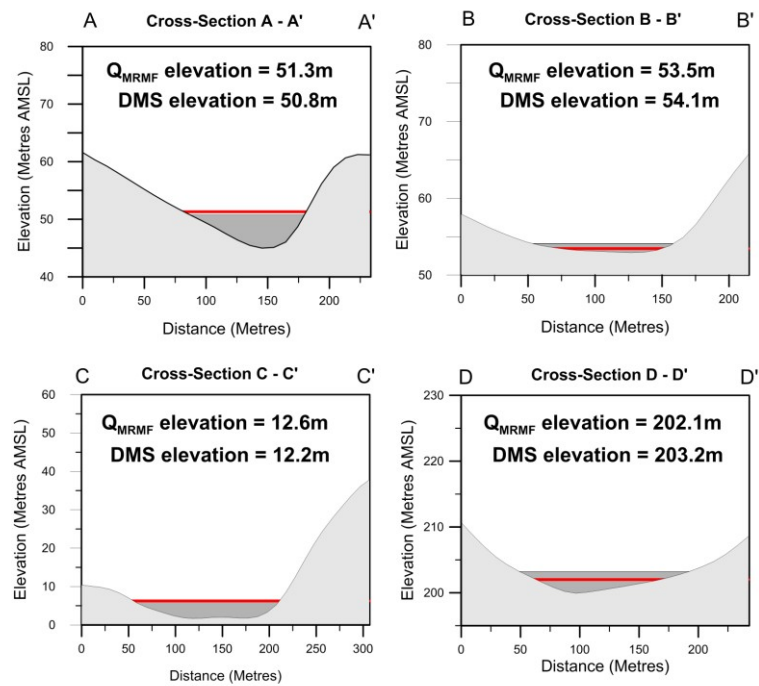 A Cross-Section A - A' A'
Q_MRMF elevation = 51.3m
DMS elevation = 50.8m
Elevation (Metres AMSL)
80
70
60
50
40
0 50 100 150 200
Distance (Metres)
B Cross-Section B - B' B'
Q_MRMF elevation = 53.5m
DMS elevation = 54.1m
Elevation (Metres AMSL)
80
70
60
50
0 50 100 150 200
Distance (Metres)
C Cross-Section C - C' C'
Q_MRMF elevation = 12.6m
DMS elevation = 12.2m
Elevation (Metres AMSL)
60
50
40
30
20
10
0
0 50 100 150 200 250 300
Distance (Metres)
D Cross-Section D - D' D'
Q_MRMF elevation = 202.1m
DMS elevation = 203.2m
Elevation (Metres AMSL)
230
220
210
200
0 50 100 150 200
Distance (Metres)